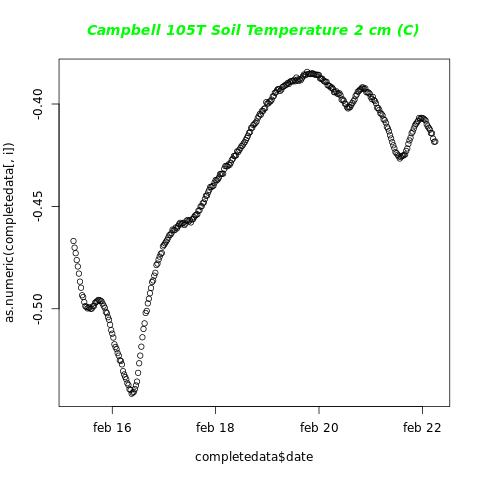 Campbell 105T Soil Temperature 2 cm (C)
-0.40
-0.45
-0.50
as.numeric(completedata[, i])
feb 16
feb 18
feb 20
feb 22
completedata$date